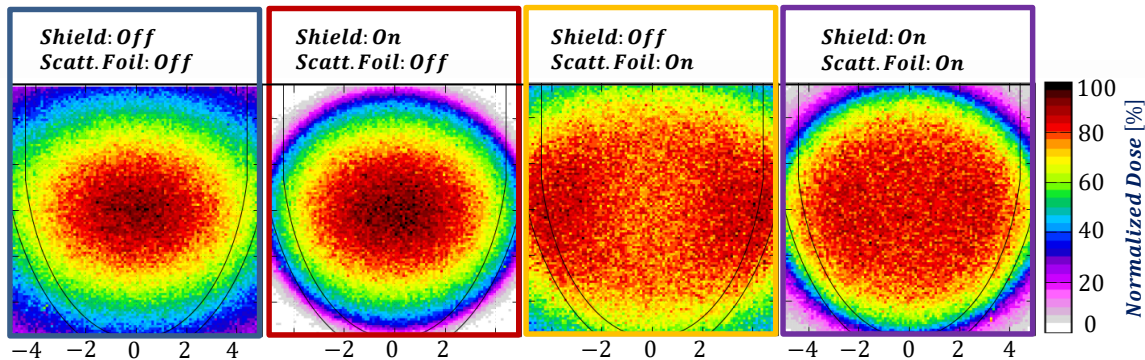 Shield: Off
Scatt. Foil: Off
Shield: On
Scatt. Foil: Off
Shield: Off
Scatt. Foil: On
Shield: On
Scatt. Foil: On
100
80
60
40
20
0
Normalized Dose [%]
−4 −2 0 2 4
−2 0 2
−2 0 2 4
−2 0 2 4